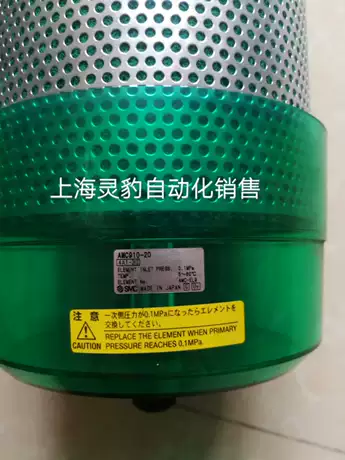 上海灵豹自动化销售
AMC910-20
ELEMENT INLET PRESS. 0.1MPa
TEMP. 5~60℃
ELEMENT No.
SMC MADE IN JAPAN
注意
一次側圧力が0.1MPaになったらエレメントを
交換してください。
CAUTION
REPLACE THE ELEMENT WHEN PRIMARY
PRESSURE REACHES 0.1MPa.